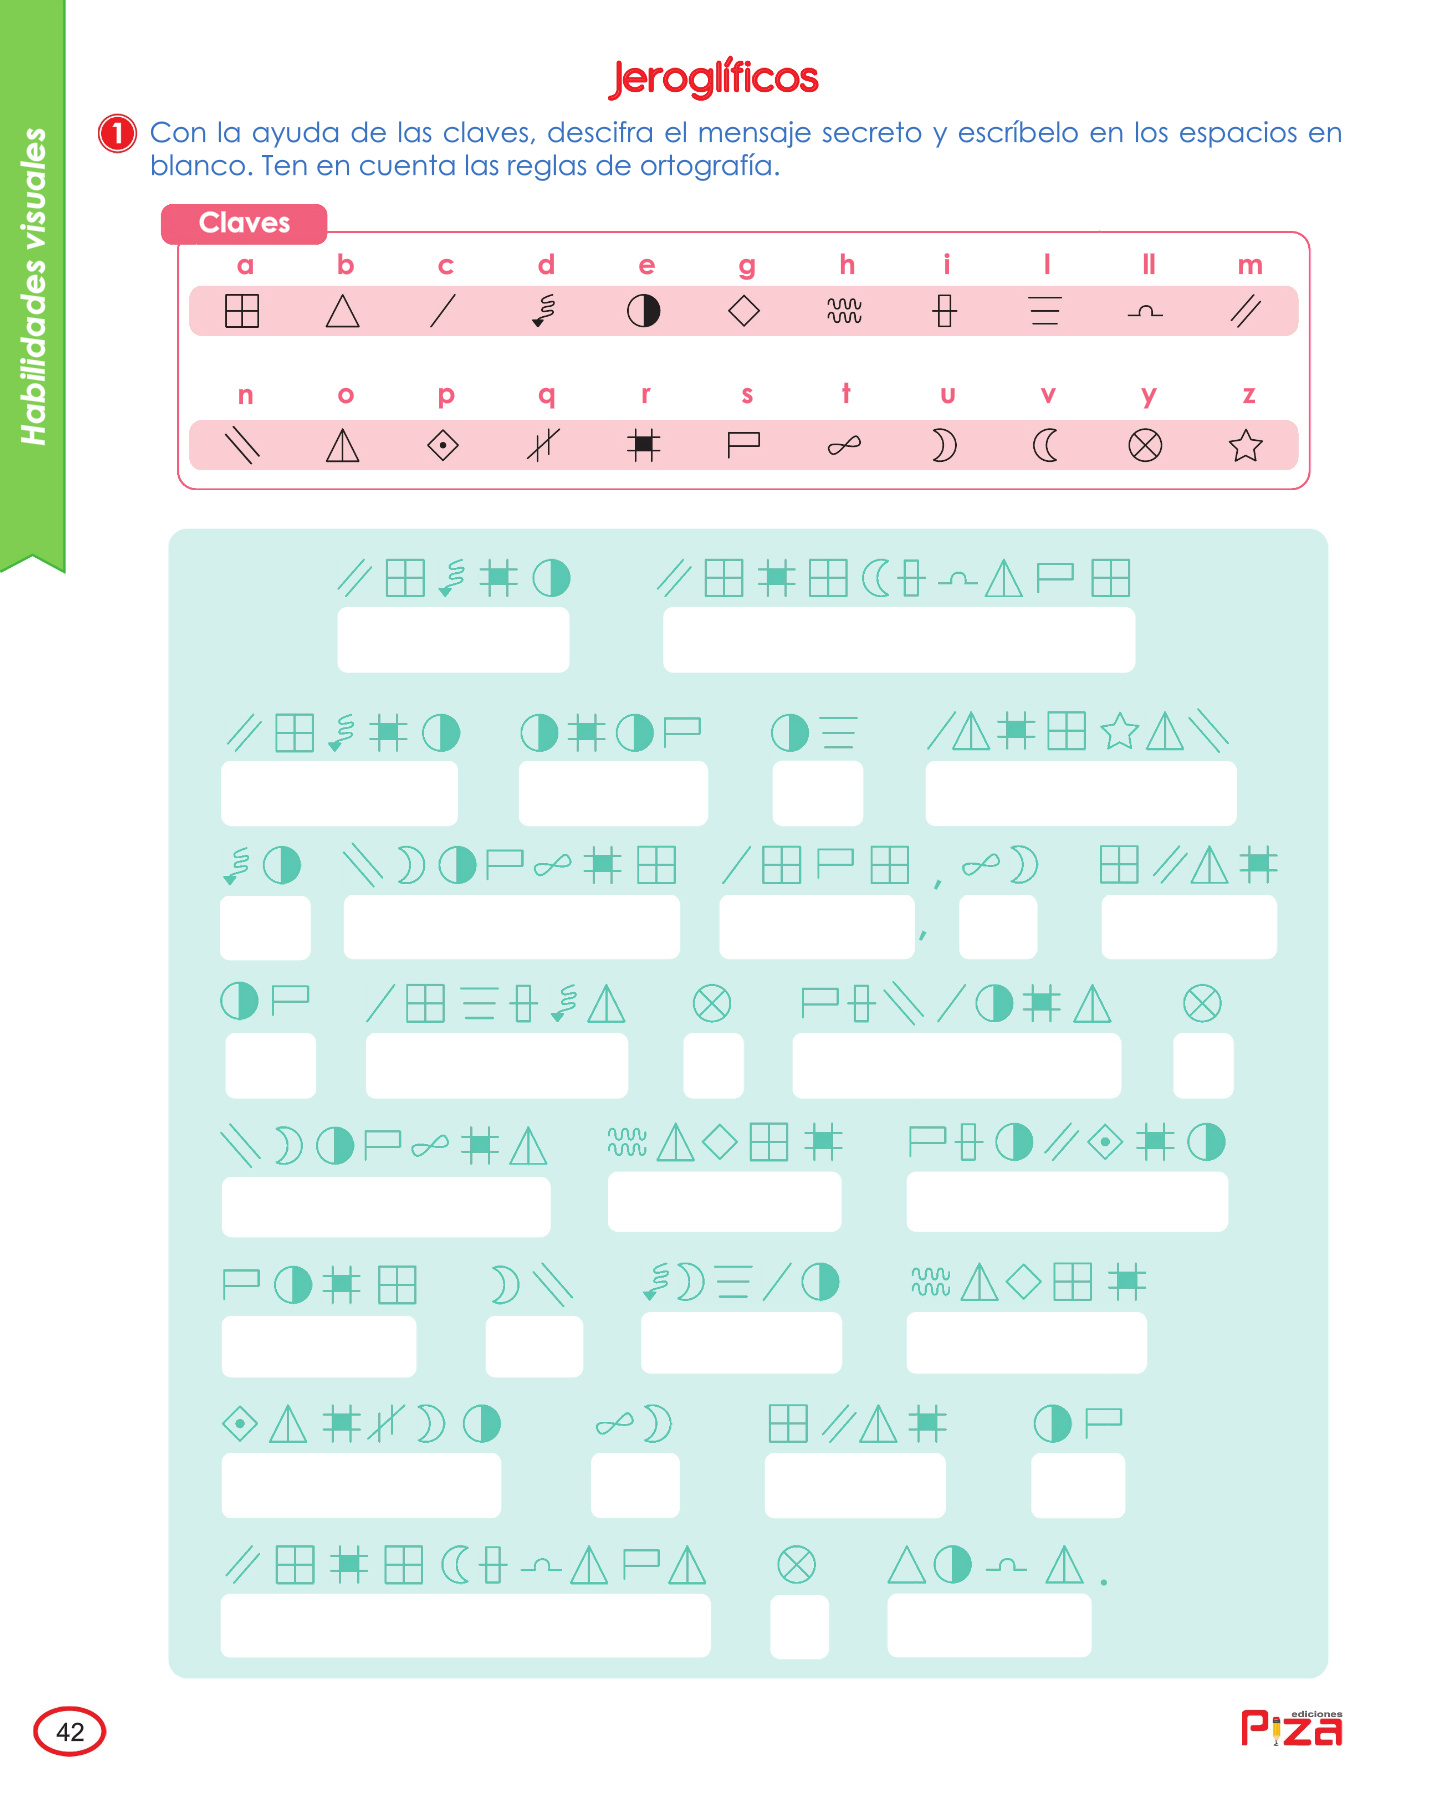 Habilidades visuales
Jeroglíficos
1 Con la ayuda de las claves, descifra el mensaje secreto y escríbelo en los espacios en
blanco. Ten en cuenta las reglas de ortografía.
Claves
a b c d e g h i l ll m
n o p q r s t u v y z
,
,
.
42
ediciones
Piza